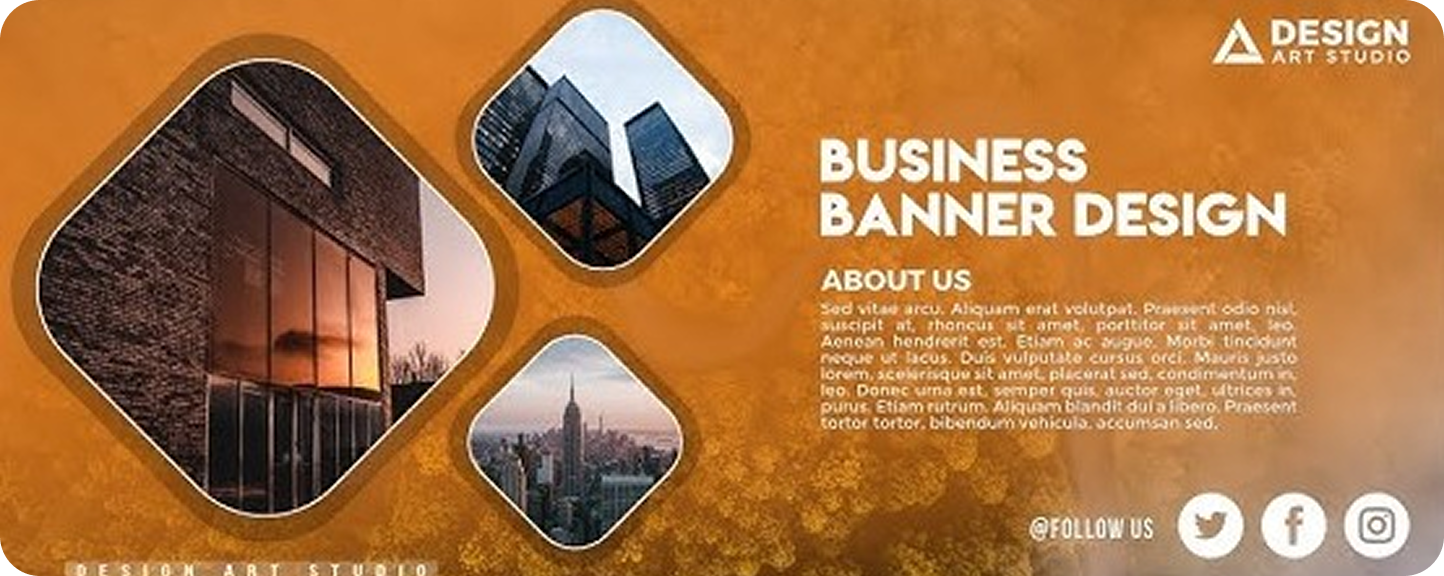 DESIGN
ART STUDIO
BUSINESS
BANNER DESIGN
ABOUT US
Sed vitae arcu. Aliquam erat volutpat. Praesent odio nisl,
suscipit at, rhoncus sit amet, porttitor sit amet, leo.
Aenean hendrerit est. Etiam ac augue. Morbi tincidunt
neque ut lacus. Duis vulputate cursus orci. Mauris justo
lorem, scelerisque sit amet, placerat sed, condimentum in,
leo. Donec urna est, semper quis, auctor eget, ultrices in,
purus. Etiam rutrum. Aliquam blandit dui a libero. Praesent
tortor tortor, bibendum vehicula, accumsan sed.
@FOLLOW US
DESIGN ART STUDIO